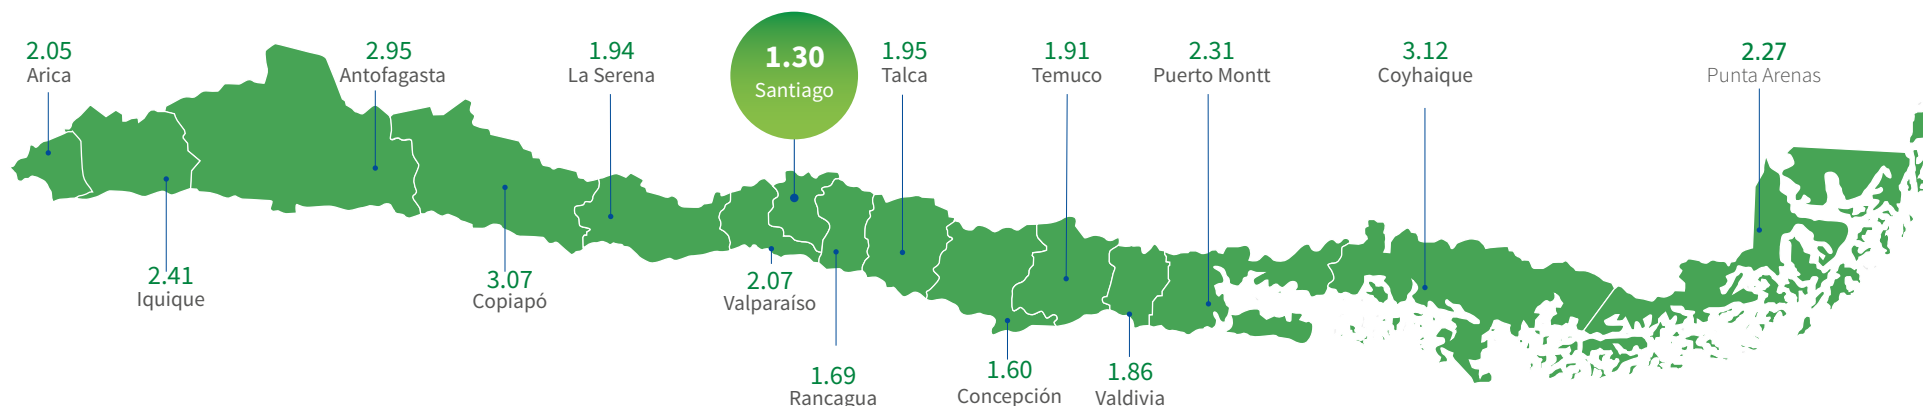 2.05
Arica
2.95
Antofagasta
1.94
La Serena
1.30
Santiago
1.95
Talca
1.91
Temuco
2.31
Puerto Montt
3.12
Coyhaique
2.27
Punta Arenas
2.41
Iquique
3.07
Copiapó
2.07
Valparaíso
1.69
Rancagua
1.60
Concepción
1.86
Valdivia